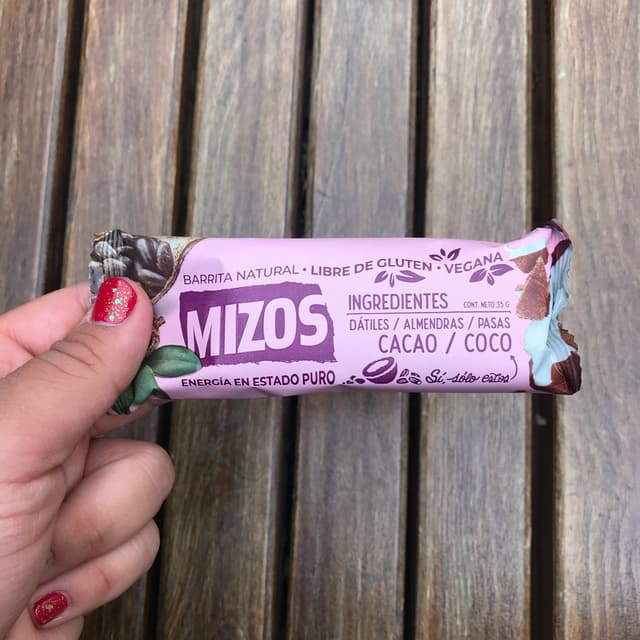 BARRITA NATURAL • LIBRE DE GLUTEN • VEGANA
MIZOS
ENERGÍA EN ESTADO PURO
INGREDIENTES
CONT. NETO 35 G
DÁTILES / ALMENDRAS / PASAS
CACAO / COCO
Sí, sólo estos